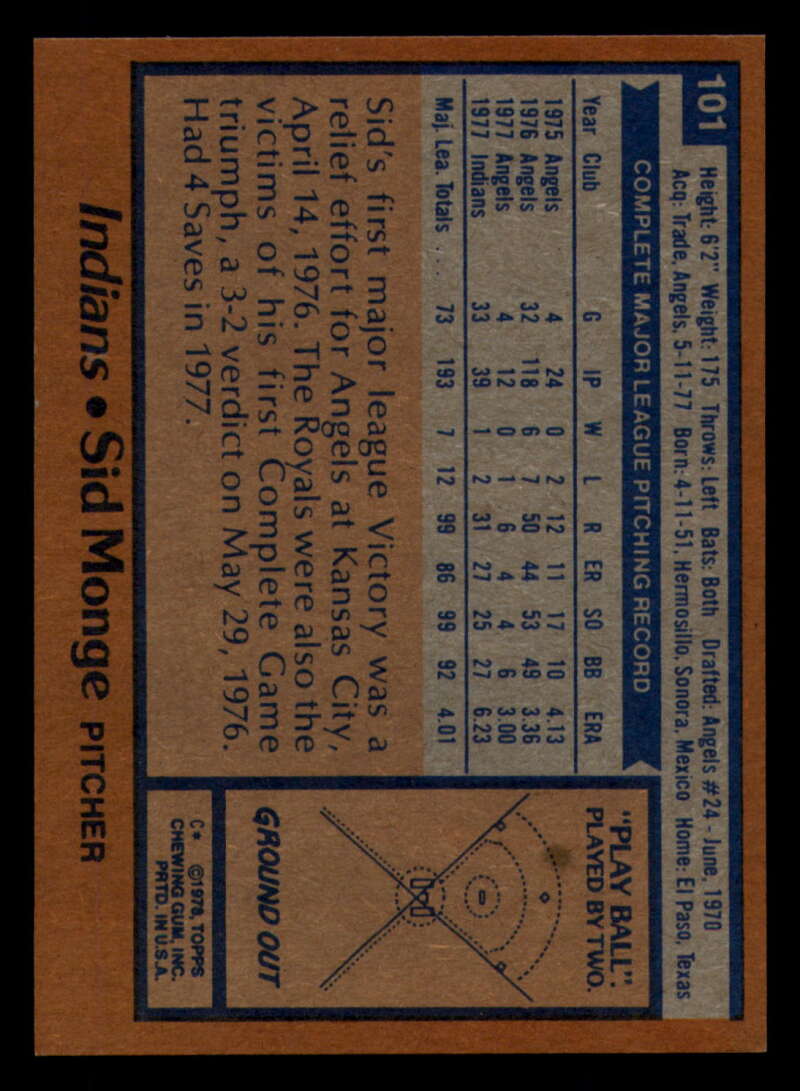 101
Height: 6'2" Weight: 175 Throws: Left Bats: Both Drafted: Angels #24 - June, 1970
Acq: Trade, Angels, 5-11-77 Born: 4-11-51, Hermosillo, Sonora, Mexico Home: El Paso, Texas
COMPLETE MAJOR LEAGUE PITCHING RECORD
Year Club G IP W L R ER SO BB ERA
1975 Angels 4 24 0 2 12 11 17 10 4.13
1976 Angels 32 118 6 7 50 44 53 49 3.36
1977 Angels 4 12 0 1 6 4 4 6 3.00
1977 Indians 33 39 1 2 31 27 25 27 6.23
Maj. Lea. Totals .... 73 193 7 12 99 86 99 92 4.01
Sid's first major league Victory was a
relief effort for Angels at Kansas City,
April 14, 1976. The Royals were also the
victims of his first Complete Game
triumph, a 3-2 verdict on May 29, 1976.
Had 4 Saves in 1977.
"PLAY BALL".
PLAYED BY TWO.
GROUND OUT
C* ©1978, TOPPS
CHEWING GUM, INC.
PRTD. IN U.S.A.
Indians • Sid Monge PITCHER